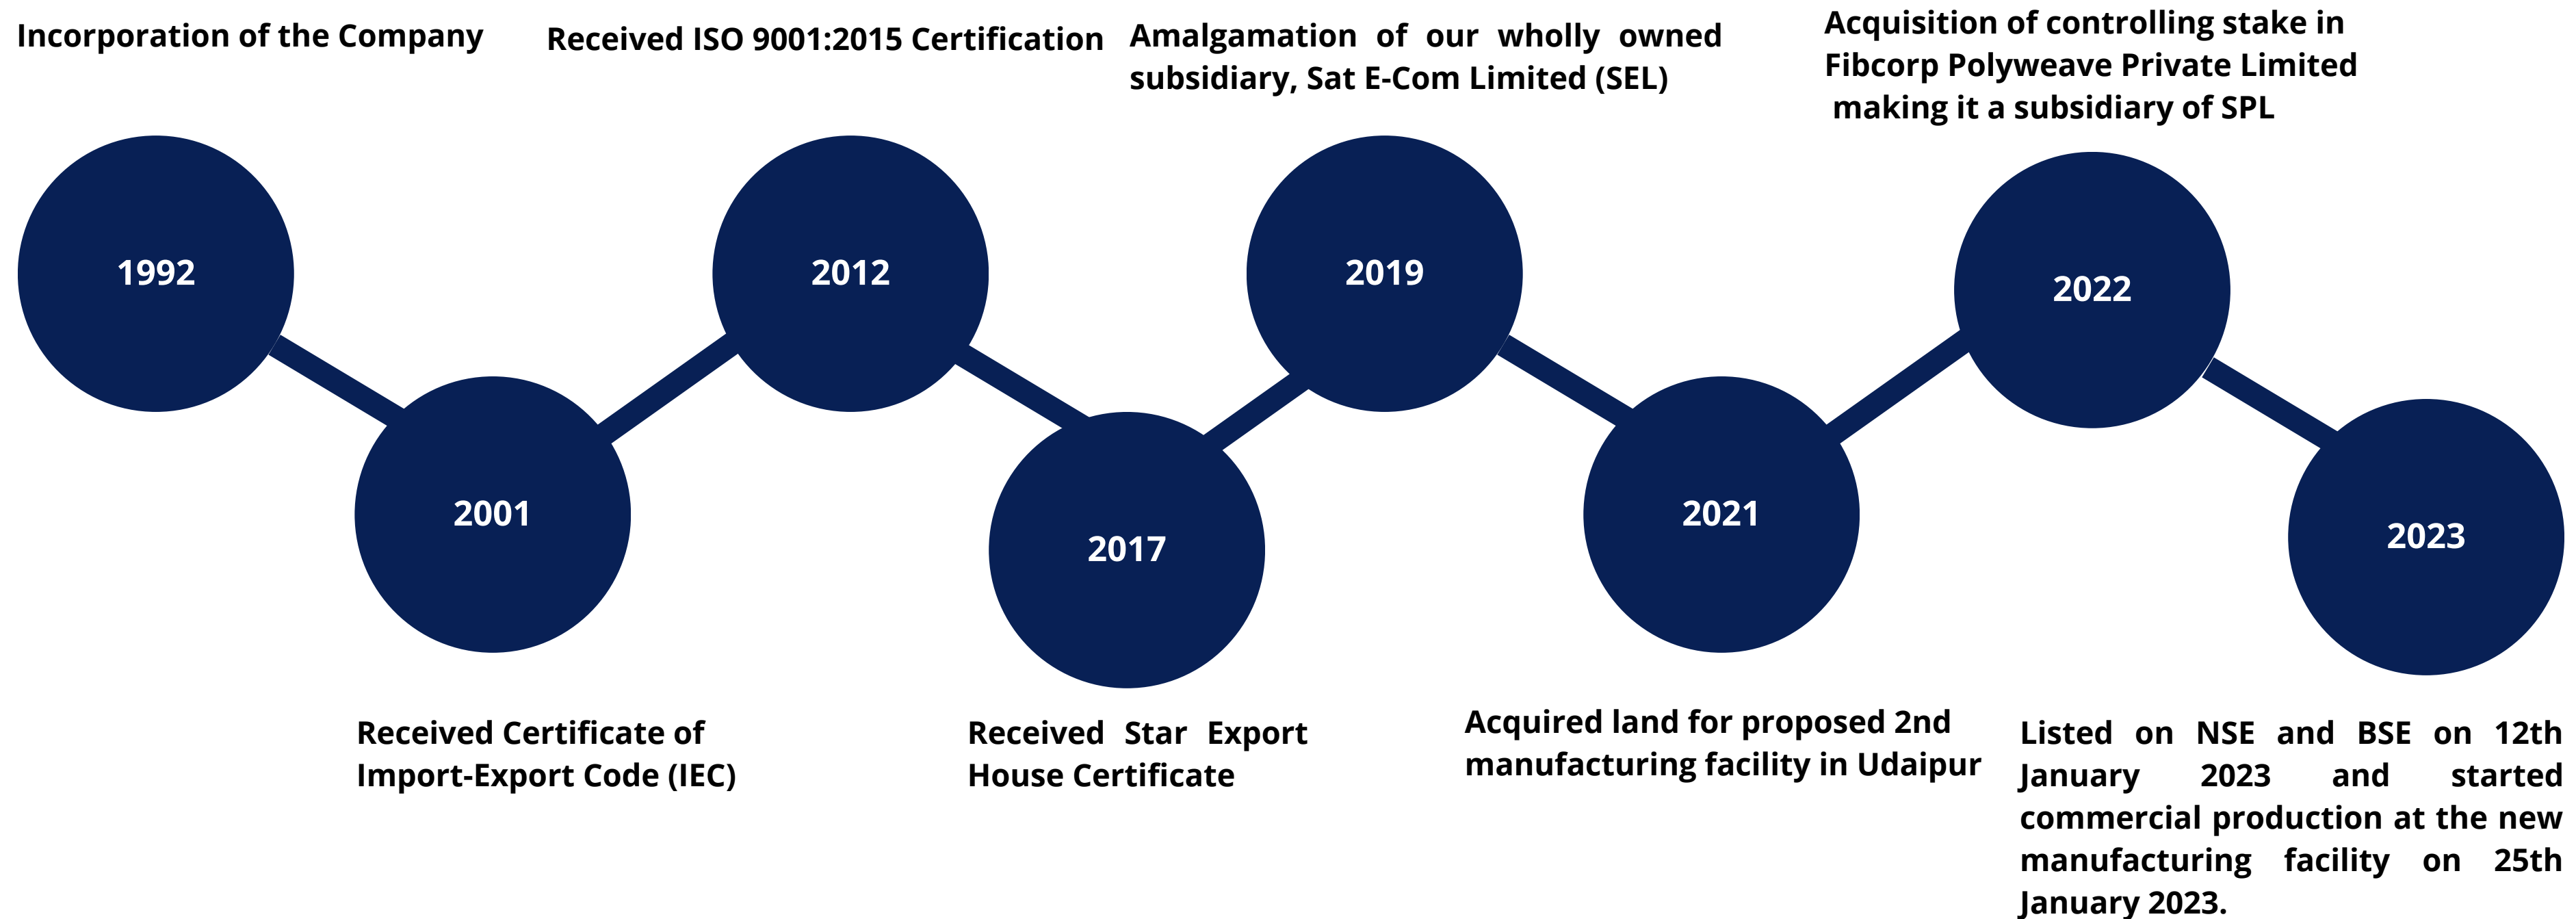 Incorporation of the Company
Received ISO 9001:2015 Certification
Amalgamation of our wholly owned
subsidiary, Sat E-Com Limited (SEL)
Acquisition of controlling stake in
Fibcorp Polyweave Private Limited
making it a subsidiary of SPL
1992
2012
2019
2022
2001
2017
2021
2023
Received Certificate of
Import-Export Code (IEC)
Received Star Export
House Certificate
Acquired land for proposed 2nd
manufacturing facility in Udaipur
Listed on NSE and BSE on 12th
January 2023 and started
commercial production at the new
manufacturing facility on 25th
January 2023.